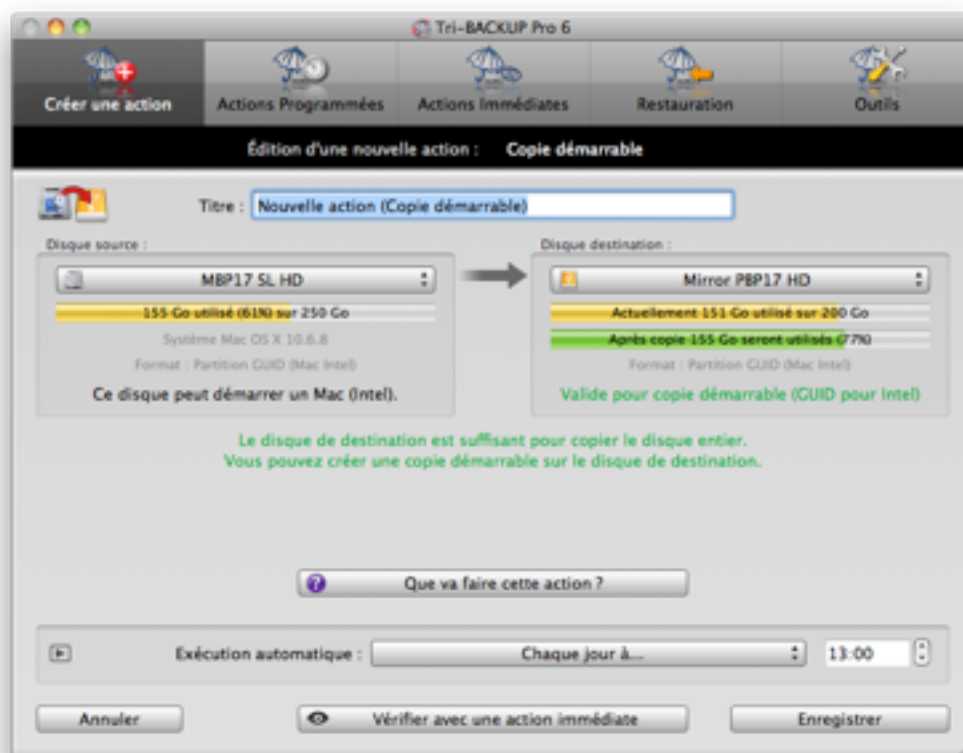 Tri-BACKUP Pro 6
Créer une action
Actions Programmées
Actions Immédiates
Restauration
Outils
Édition d'une nouvelle action : Copie démarrable
Titre : Nouvelle action (Copie démarrable)
Disque source :
MBP17 SL HD
155 Go utilisé (61%) sur 250 Go
Système Mac OS X 10.6.8
Format : Partition GUID (Mac Intel)
Ce disque peut démarrer un Mac (Intel).
Disque destination :
Mirror PBP17 HD
Actuellement 151 Go utilisé sur 200 Go
Après copie 155 Go seront utilisés (77%)
Format : Partition GUID (Mac Intel)
Valide pour copie démarrable (GUID pour Intel)
Le disque de destination est suffisant pour copier le disque entier.
Vous pouvez créer une copie démarrable sur le disque de destination.
? Que va faire cette action ?
Exécution automatique : Chaque jour à... 13:00
Annuler
Vérifier avec une action immédiate
Enregistrer